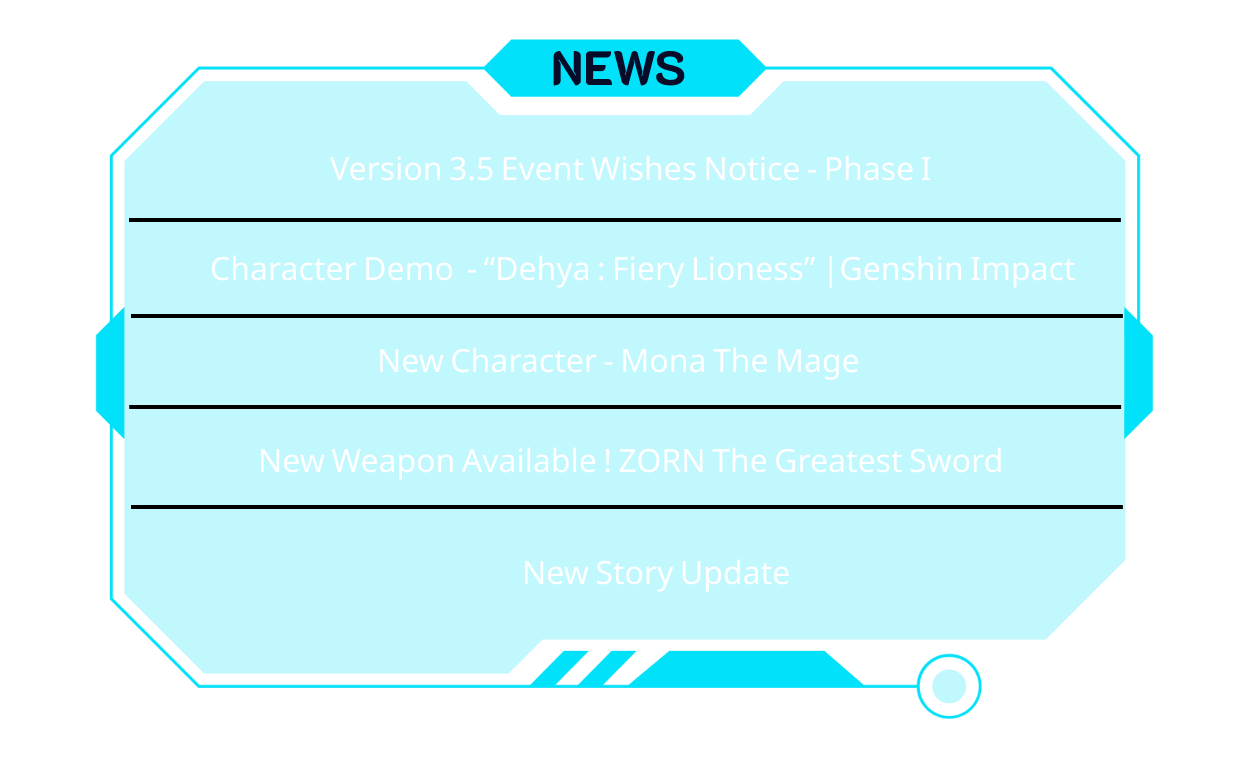 NEWS
Version 3.5 Event Wishes Notice - Phase I
Character Demo  - “Dehya : Fiery Lioness” |Genshin Impact
New Character - Mona The Mage
New Weapon Available ! ZORN The Greatest Sword
New Story Update